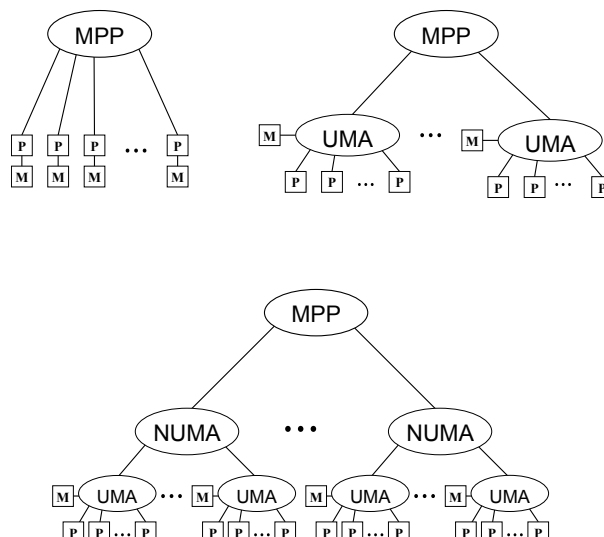 MPP
P P P ... P
M M M M
MPP
M UMA ... M UMA
P P ... P P P ... P
MPP
NUMA ... NUMA
M UMA ... M UMA M UMA ... M UMA
P P ... P P P ... P P P ... P P P ... P